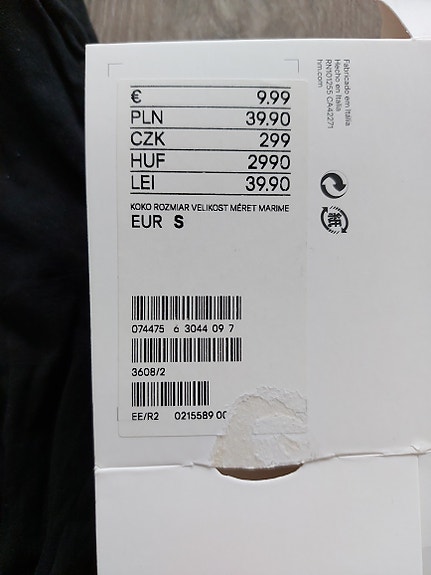 € 9.99
PLN 39.90
CZK 299
HUF 2990
LEI 39.90
KOKO ROZMIAR VELIKOST MÉRET MARIME
EUR S
074475 6 3044 09 7
3608/2
EE/R2 0215589 00
Fabricado em Itália
Hecho en Italia
RN101255 CA42271
hm.com
紙